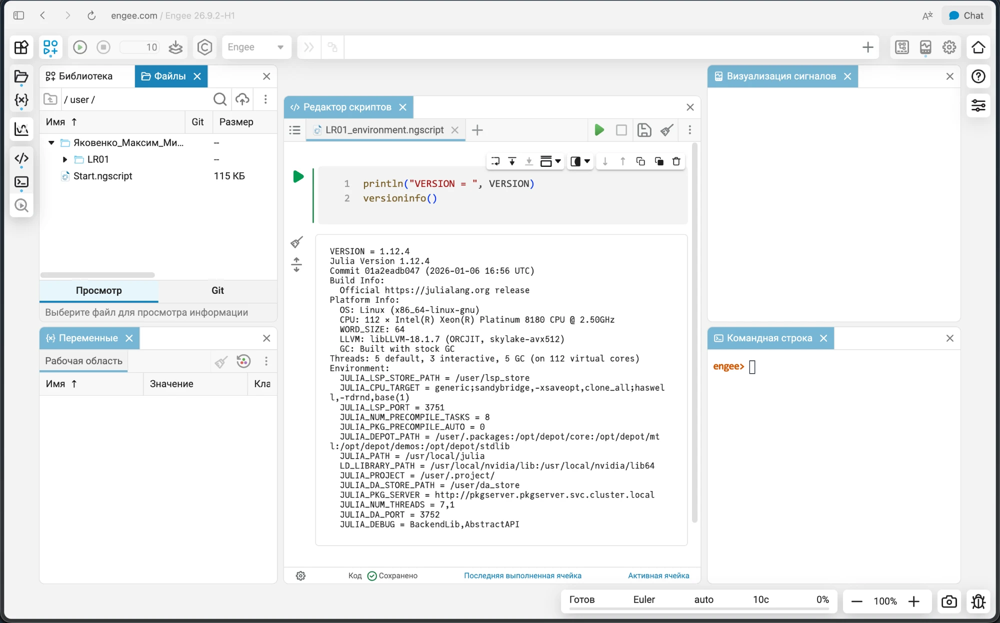 engee.com / Engee 26.9.2-H1
Chat
10
Engee
Библиотека
Файлы
/ user /
Имя ↑
Git
Размер
Яковенко_Максим_Ми...
--
LR01
--
Start.ngscript
115 КБ
Просмотр
Git
Выберите файл для просмотра информации
Переменные
Рабочая область
Имя ↑
Значение
Кла
Редактор скриптов
LR01_environment.ngscript
1 println("VERSION = ", VERSION)
2 versioninfo()
VERSION = 1.12.4
Julia Version 1.12.4
Commit 01a2eadb047 (2026-01-06 16:56 UTC)
Build Info:
  Official https://julialang.org release
Platform Info:
  OS: Linux (x86_64-linux-gnu)
  CPU: 112 × Intel(R) Xeon(R) Platinum 8180 CPU @ 2.50GHz
  WORD_SIZE: 64
  LLVM: libLLVM-18.1.7 (ORCJIT, skylake-avx512)
  GC: Built with stock GC
Threads: 5 default, 3 interactive, 5 GC (on 112 virtual cores)
Environment:
  JULIA_LSP_STORE_PATH = /user/lsp_store
  JULIA_CPU_TARGET = generic;sandybridge,-xsaveopt,clone_all;haswel
l,-rdrnd,base(1)
  JULIA_LSP_PORT = 3751
  JULIA_NUM_PRECOMPILE_TASKS = 8
  JULIA_PKG_PRECOMPILE_AUTO = 0
  JULIA_DEPOT_PATH = /user/.packages:/opt/depot/core:/opt/depot/mt
l:/opt/depot/demos:/opt/depot/stdlib
  JULIA_PATH = /usr/local/julia
  LD_LIBRARY_PATH = /usr/local/nvidia/lib:/usr/local/nvidia/lib64
  JULIA_PROJECT = /user/.project/
  JULIA_DA_STORE_PATH = /user/da_store
  JULIA_PKG_SERVER = http://pkgserver.pkgserver.svc.cluster.local
  JULIA_NUM_THREADS = 7,1
  JULIA_DA_PORT = 3752
  JULIA_DEBUG = BackendLib,AbstractAPI
Код
Сохранено
Последняя выполненная ячейка
Активная ячейка
Визуализация сигналов
Командная строка
engee>
Готов
Euler
auto
10с
0%
100%